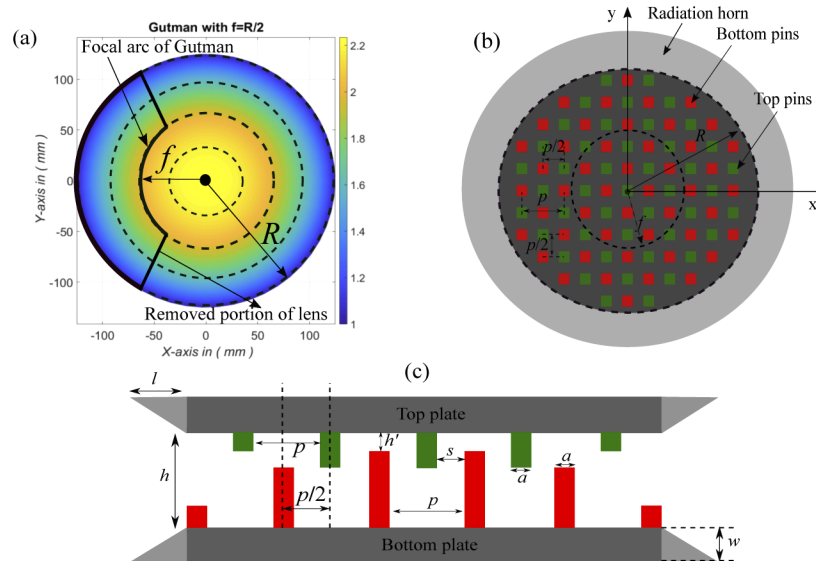 (a)
Gutman with f=R/2
Focal arc of Gutman
f
R
Removed portion of lens
Y-axis in ( mm )
100
50
0
-50
-100
-100
-50
0
50
100
X-axis in ( mm )
2.2
2
1.8
1.6
1.4
1.2
1
(b)
y
Radiation horn
Bottom pins
Top pins
R
p/2
p
f
p/2
x
(c)
l
Top plate
h
p
h'
s
a
a
p/2
p
Bottom plate
w